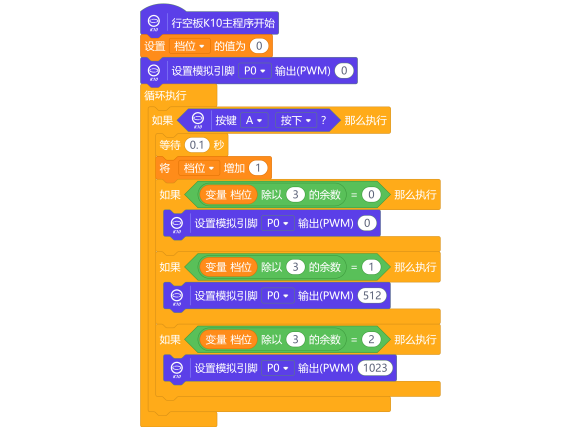 K10 行空板K10主程序开始
设置 档位 的值为 0
K10 设置模拟引脚 P0 输出(PWM) 0
循环执行
如果 K10 按键 A 按下 ? 那么执行
等待 0.1 秒
将 档位 增加 1
如果 变量 档位 除以 3 的余数 = 0 那么执行
K10 设置模拟引脚 P0 输出(PWM) 0
如果 变量 档位 除以 3 的余数 = 1 那么执行
K10 设置模拟引脚 P0 输出(PWM) 512
如果 变量 档位 除以 3 的余数 = 2 那么执行
K10 设置模拟引脚 P0 输出(PWM) 1023